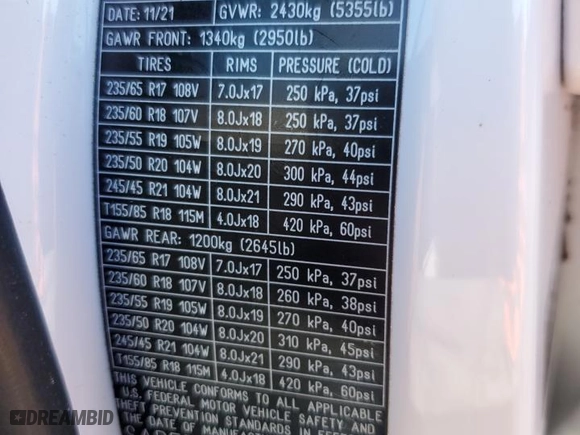 DATE: 11/21 GVWR: 2430kg (5355lb)
GAWR FRONT: 1340kg (2950lb)
TIRES RIMS PRESSURE (COLD)
235/65 R17 108V 7.0Jx17 250 kPa, 37psi
235/60 R18 107V 8.0Jx18 250 kPa, 37psi
235/55 R19 105W 8.0Jx19 270 kPa, 40psi
235/50 R20 104W 8.0Jx20 300 kPa, 44psi
245/45 R21 104W 8.0Jx21 290 kPa, 43psi
T155/85 R18 115M 4.0Jx18 420 kPa, 60psi
GAWR REAR: 1200kg (2645lb)
235/65 R17 108V 7.0Jx17 250 kPa, 37psi
235/60 R18 107V 8.0Jx18 260 kPa, 38psi
235/55 R19 105W 8.0Jx19 270 kPa, 40psi
235/50 R20 104W 8.0Jx20 310 kPa, 45psi
245/45 R21 104W 8.0Jx21 290 kPa, 43psi
T155/85 R18 115M 4.0Jx18 420 kPa, 60psi
THIS VEHICLE CONFORMS TO ALL APPLICABLE
U.S. FEDERAL MOTOR VEHICLE SAFETY AND
THEFT PREVENTION STANDARDS IN EFFECT
THE DATE OF
DREAMBID